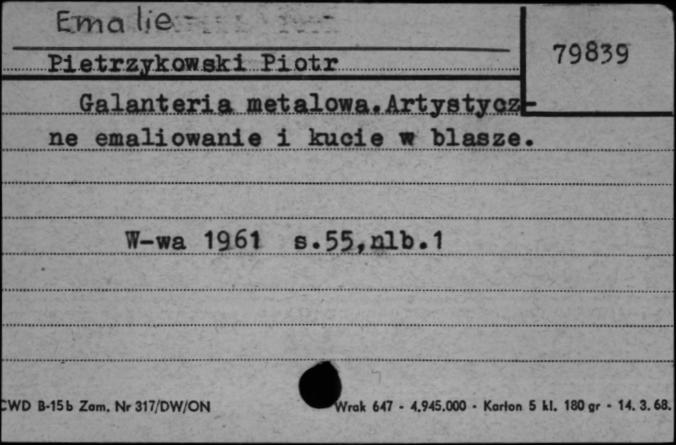 Emalie
79839
Pietrzykowski Piotr
Galanteria metalowa.Artystycz-
ne emaliowanie i kucie w blasze.
W-wa 1961 s.55,nlb.1
CWD B-15b Zam. Nr 317/DW/ON
Wrak 647 - 4.945.000 - Karton 5 kl. 180 gr - 14. 3. 68.